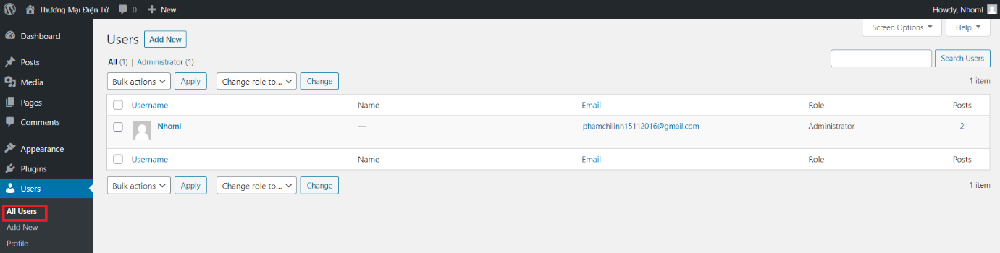 Thương Mại Điện Tử 0 New Howdy, Nhoml
Dashboard
Posts
Media
Pages
Comments
Appearance
Plugins
Users
All Users
Add New
Profile
Screen Options Help
Users Add New
All (1) | Administrator (1)
Search Users
Bulk actions Apply Change role to... Change 1 item
Username Name Email Role Posts
Nhoml — phamchilinh15112016@gmail.com Administrator 2
Username Name Email Role Posts
Bulk actions Apply Change role to... Change 1 item